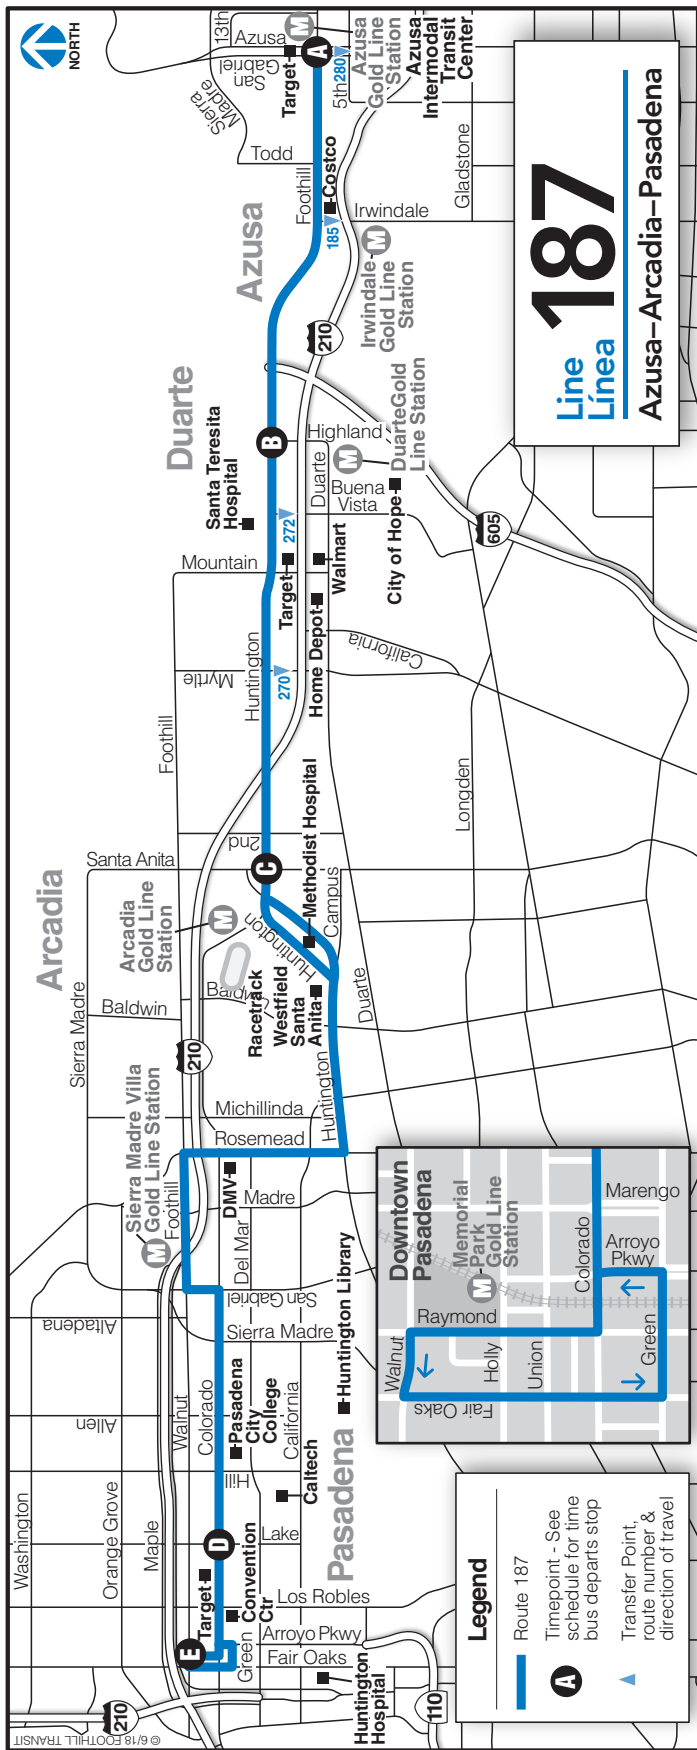 NORTH
13th
Azusa
San
Gabriel
Sierra
Madre
Todd
Target
A
M
Azusa
Gold Line
Station
Azusa
Intermodal
Transit
Center
5th
280
Foothill
Costco
Irwindale
185
Gladstone
M
Irwindale
Gold Line
Station
210
Azusa
Duarte
B
Highland
Duarte
M
DuarteGold
Line Station
Buena
Vista
City of Hope
605
Santa Teresita
Hospital
272
Mountain
Target
Walmart
Home Depot
California
Huntington
Myrtle
270
Foothill
Longden
Line
Línea
187
Azusa–Arcadia–Pasadena
Arcadia
2nd
Santa Anita
C
Methodist Hospital
Campus
Arcadia
Gold Line
Station
M
Huntington
Racetrack
Westfield
Santa
Anita
Baldwin
Baldwin
Sierra Madre
Duarte
Huntington
210
Michillinda
Rosemead
Sierra Madre Villa
Gold Line Station
M
Foothill
DMV
Madre
Del Mar
San Gabriel
Sierra Madre
Altadena
Huntington Library
Walnut
Colorado
Pasadena
City
College
California
Allen
Hill
Caltech
Pasadena
Washington
Orange Grove
Maple
Lake
D
Target
Convention
Ctr
Los Robles
E
Green
Arroyo Pkwy
Fair Oaks
Huntington
Hospital
110
210
© 6/18 FOOTHILL TRANSIT
Downtown
Pasadena
Memorial
Park
Gold Line
Station
M
Marengo
Colorado
Arroyo
Pkwy
Raymond
Walnut
Holly
Union
Green
Fair Oaks
Legend
Route 187
A
Timepoint - See
schedule for time
bus departs stop
Transfer Point,
route number &
direction of travel